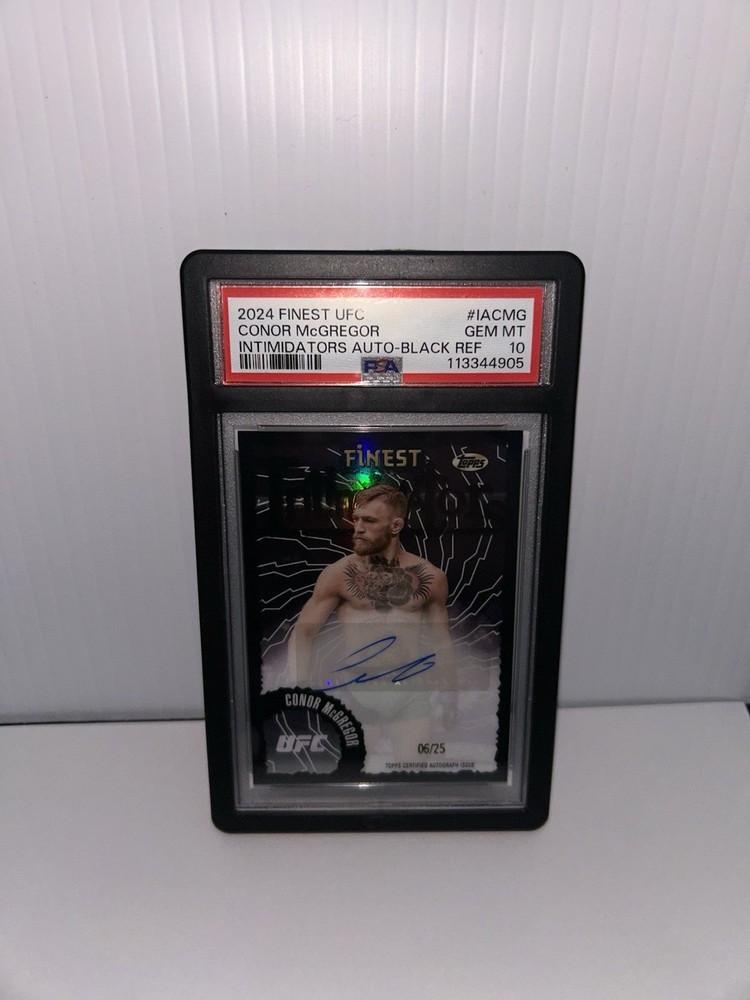 2024 FINEST UFC #IACMG
CONOR McGREGOR GEM MT
INTIMIDATORS AUTO-BLACK REF 10
PSA 113344905
FiNEST
TOPPS
Intimidators
CONOR McGREGOR
UFC
06/25
TOPPS CERTIFIED AUTOGRAPH ISSUE